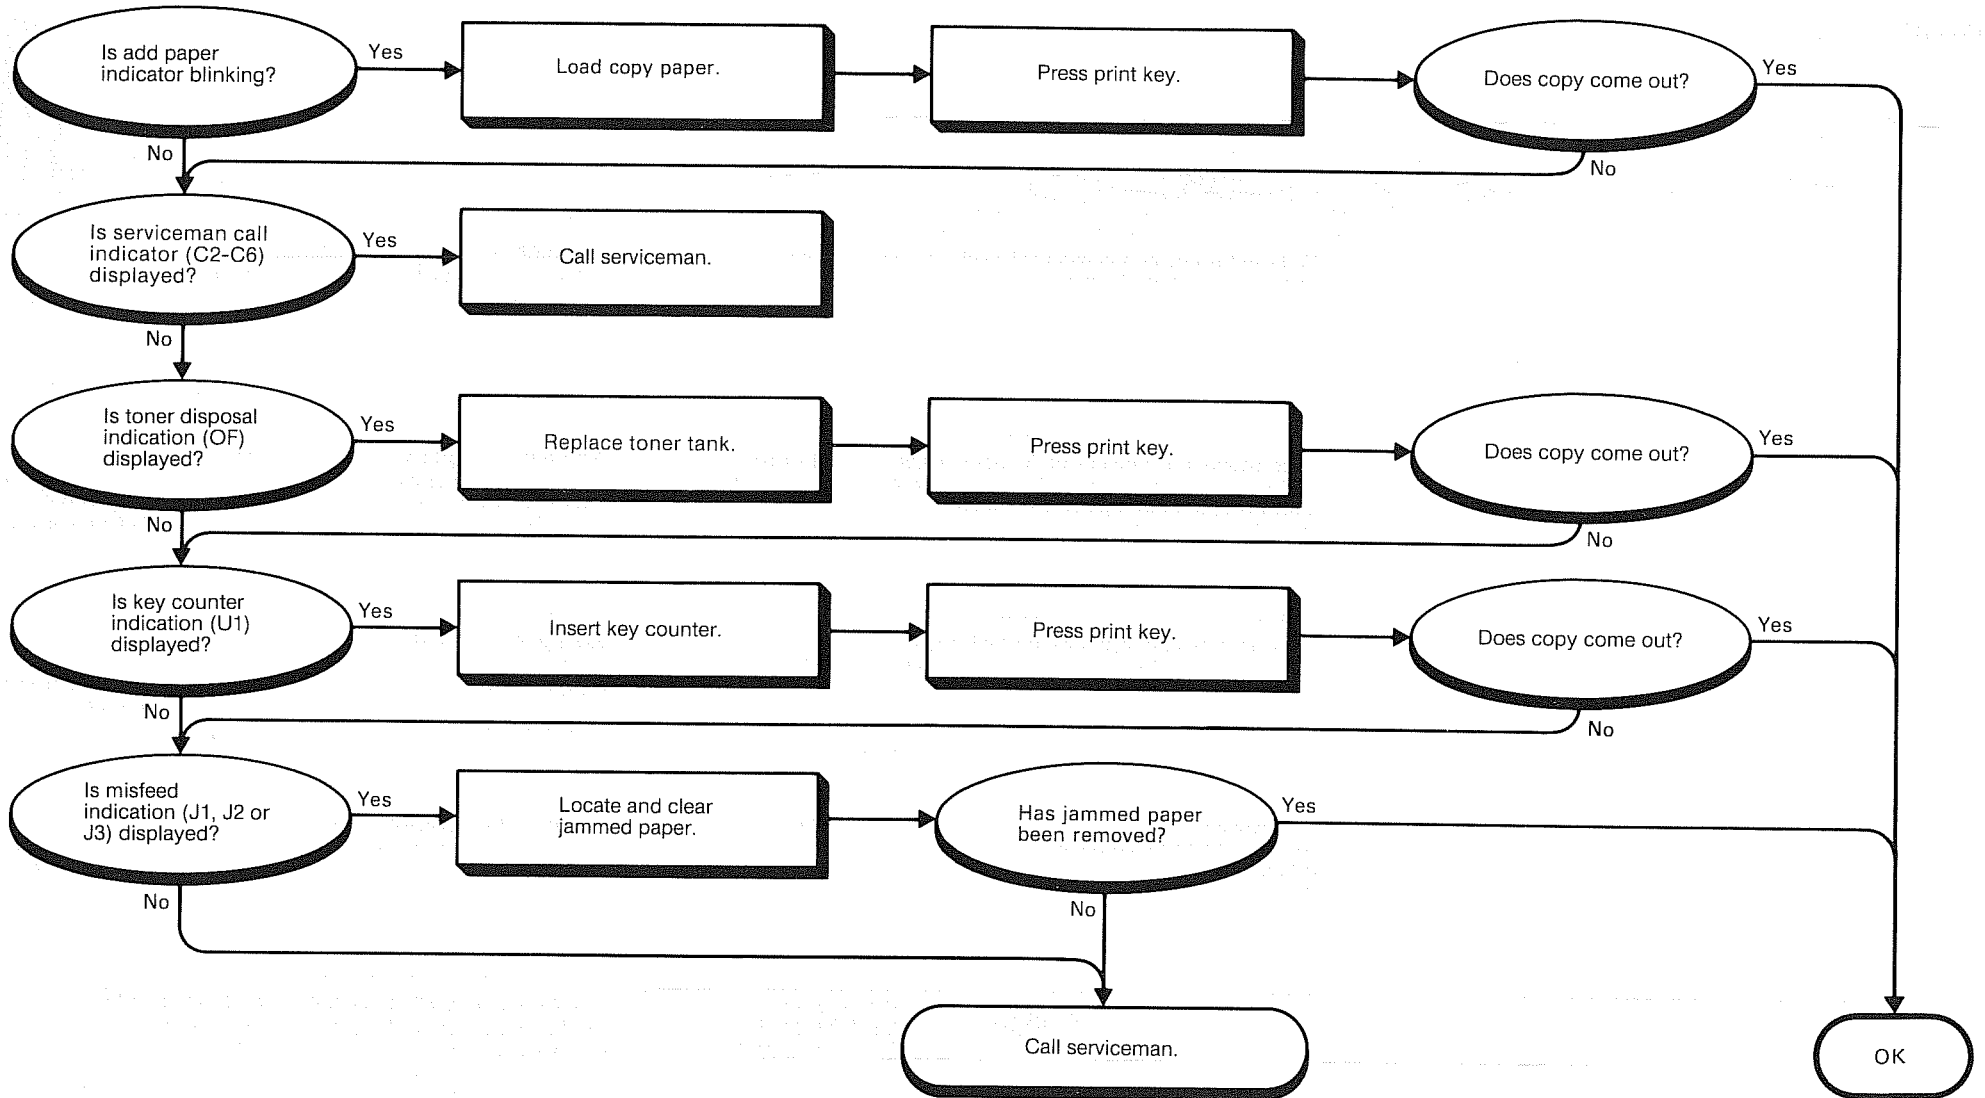 Is add paper
indicator blinking?
Yes
Load copy paper.
Press print key.
Does copy come out?
Yes
No
No
Is serviceman call
indicator (C2-C6)
displayed?
Yes
Call serviceman.
No
Is toner disposal
indication (OF)
displayed?
Yes
Replace toner tank.
Press print key.
Does copy come out?
Yes
No
No
Is key counter
indication (U1)
displayed?
Yes
Insert key counter.
Press print key.
Does copy come out?
Yes
No
No
Is misfeed
indication (J1, J2 or
J3) displayed?
Yes
Locate and clear
jammed paper.
Has jammed paper
been removed?
Yes
No
No
Call serviceman.
OK